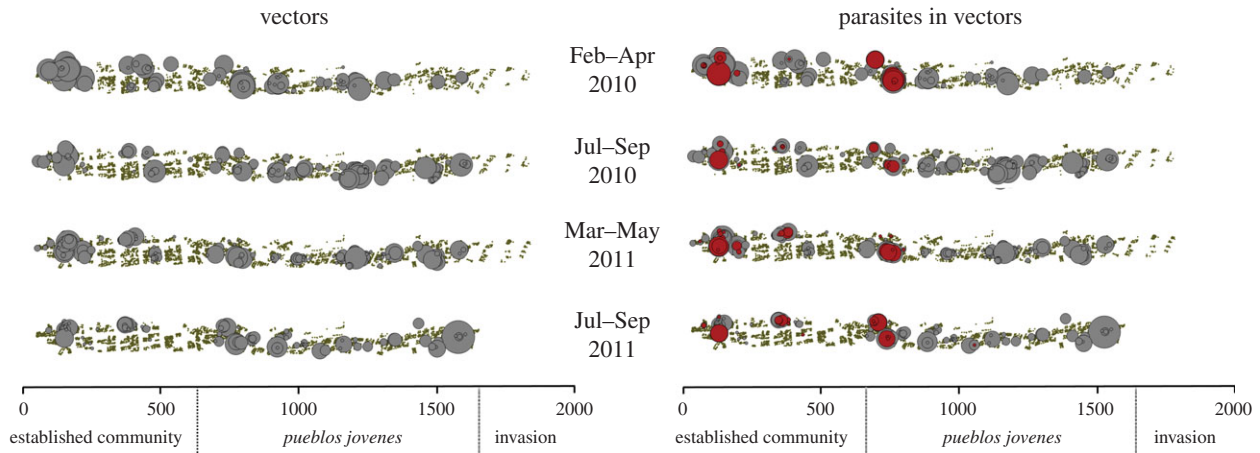 vectors
parasites in vectors
Feb–Apr
2010
Jul–Sep
2010
Mar–May
2011
Jul–Sep
2011
0 500 1000 1500 2000
established community pueblos jovenes invasion
0 500 1000 1500 2000
established community pueblos jovenes invasion